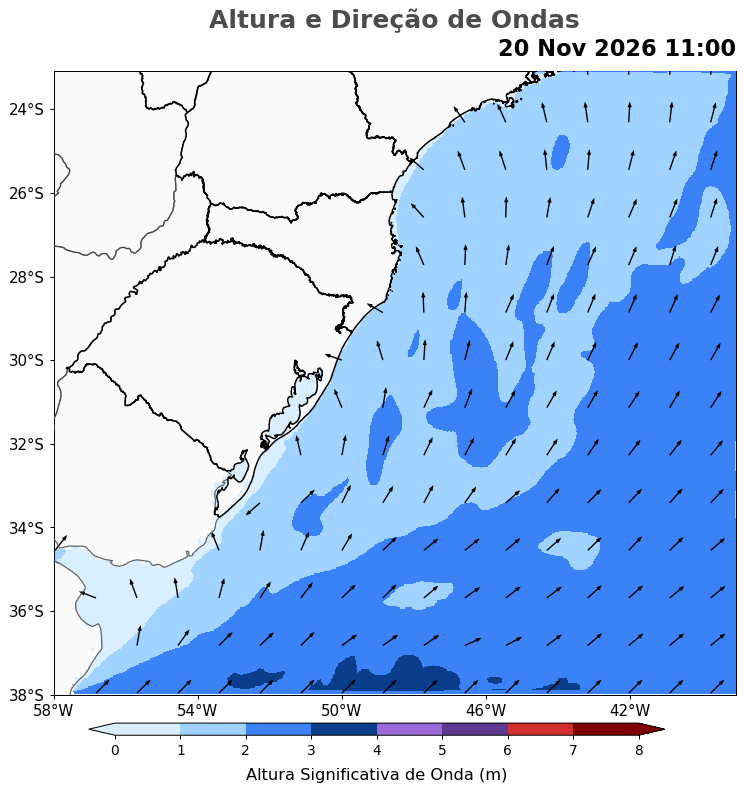 Altura e Direção de Ondas
20 Nov 2026 11:00
24°S
26°S
28°S
30°S
32°S
34°S
36°S
38°S
58°W 54°W 50°W 46°W 42°W
0 1 2 3 4 5 6 7 8
Altura Significativa de Onda (m)